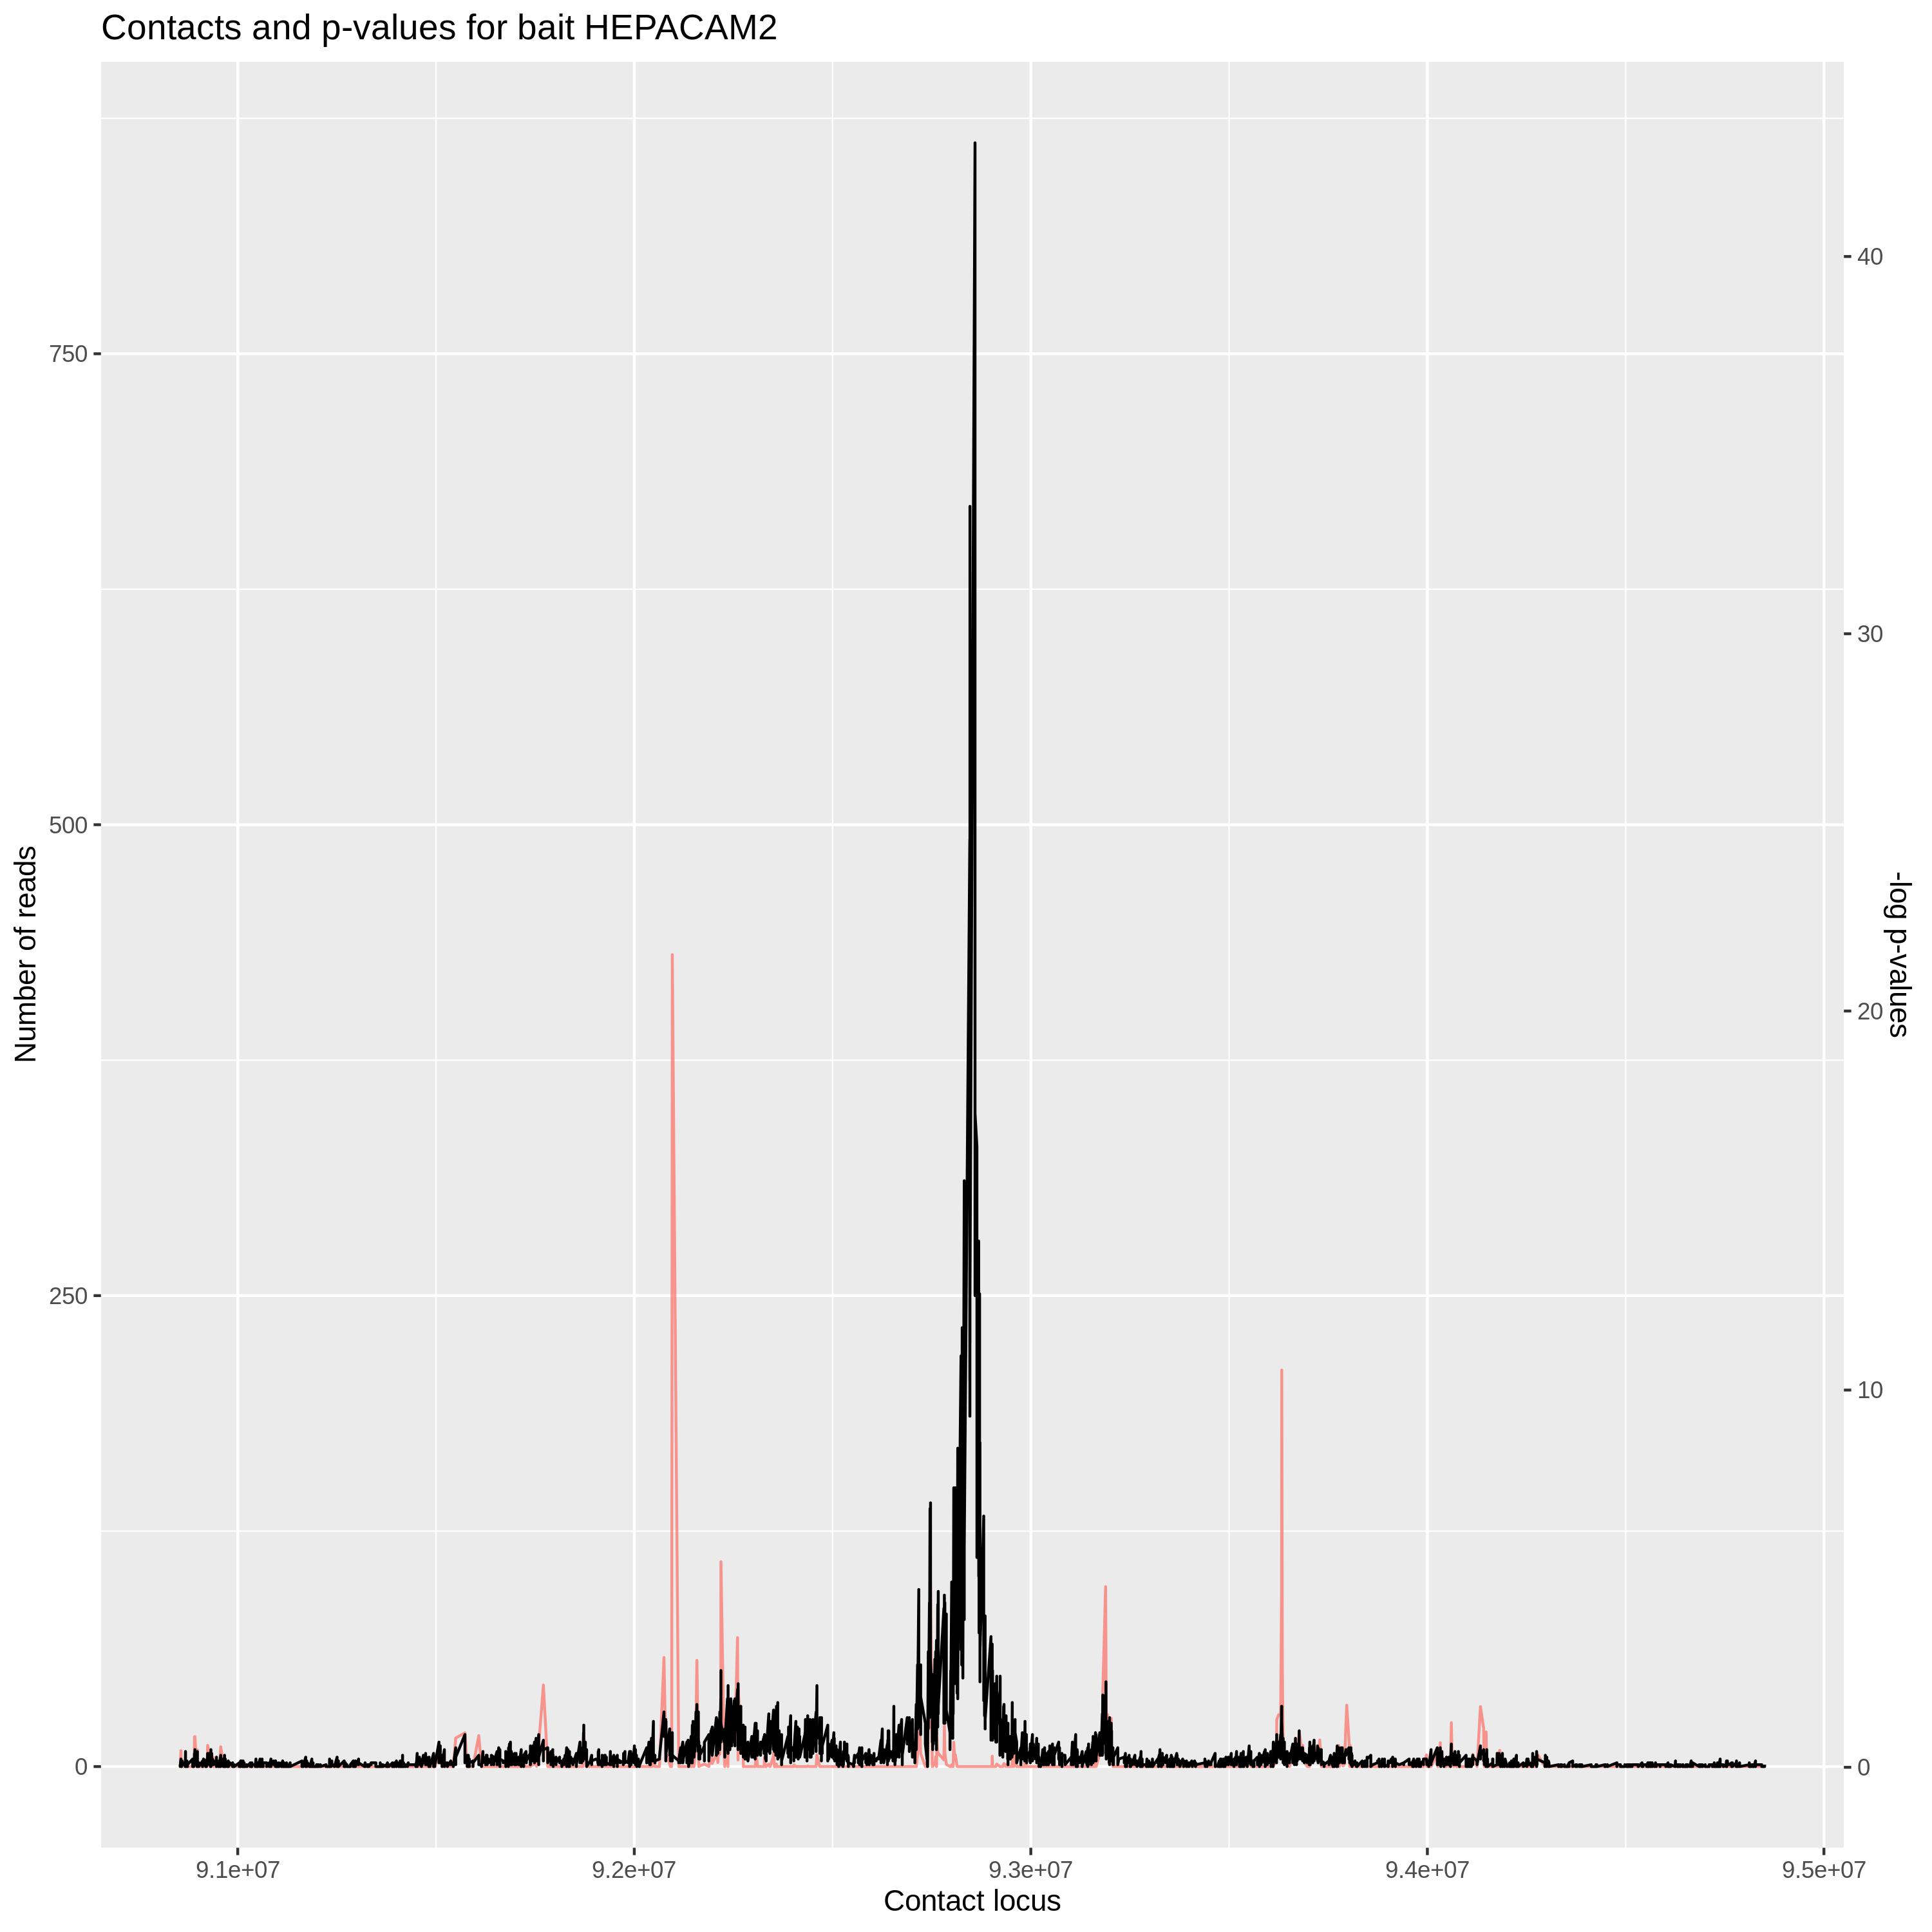 Contacts and p-values for bait HEPACAM2
Number of reads
750
500
250
0
40
30
20
10
0
-log p-values
9.1e+07 9.2e+07 9.3e+07 9.4e+07 9.5e+07
Contact locus